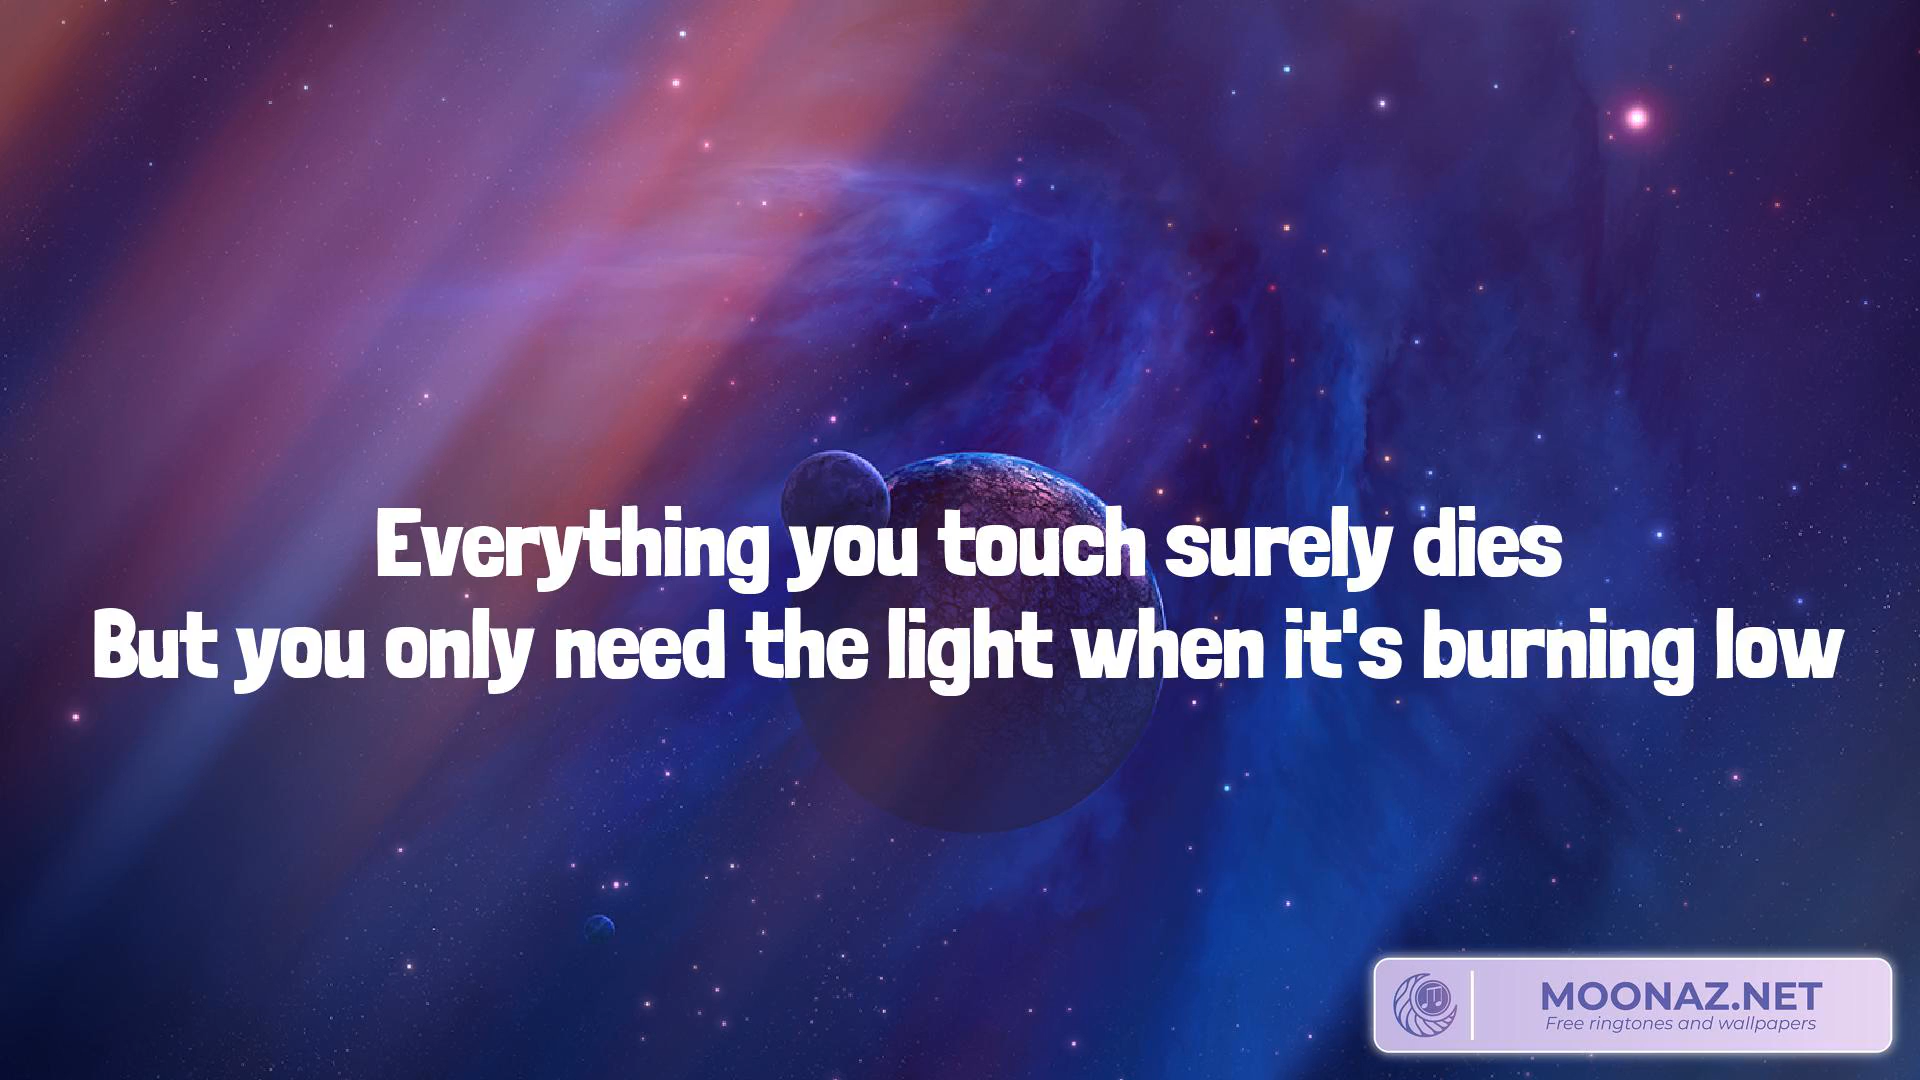 Everything you touch surely dies
But you only need the light when it's burning low
MOONAZ.NET
Free ringtones and wallpapers